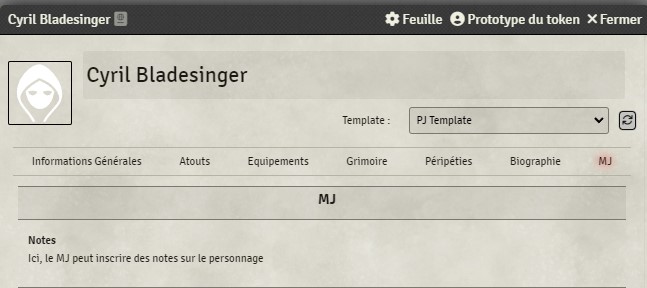 Cyril Bladesinger Feuille Prototype du token Fermer
Cyril Bladesinger
Template : PJ Template
Informations Générales Atouts Equipements Grimoire Péripéties Biographie MJ
MJ
Notes
Ici, le MJ peut inscrire des notes sur le personnage